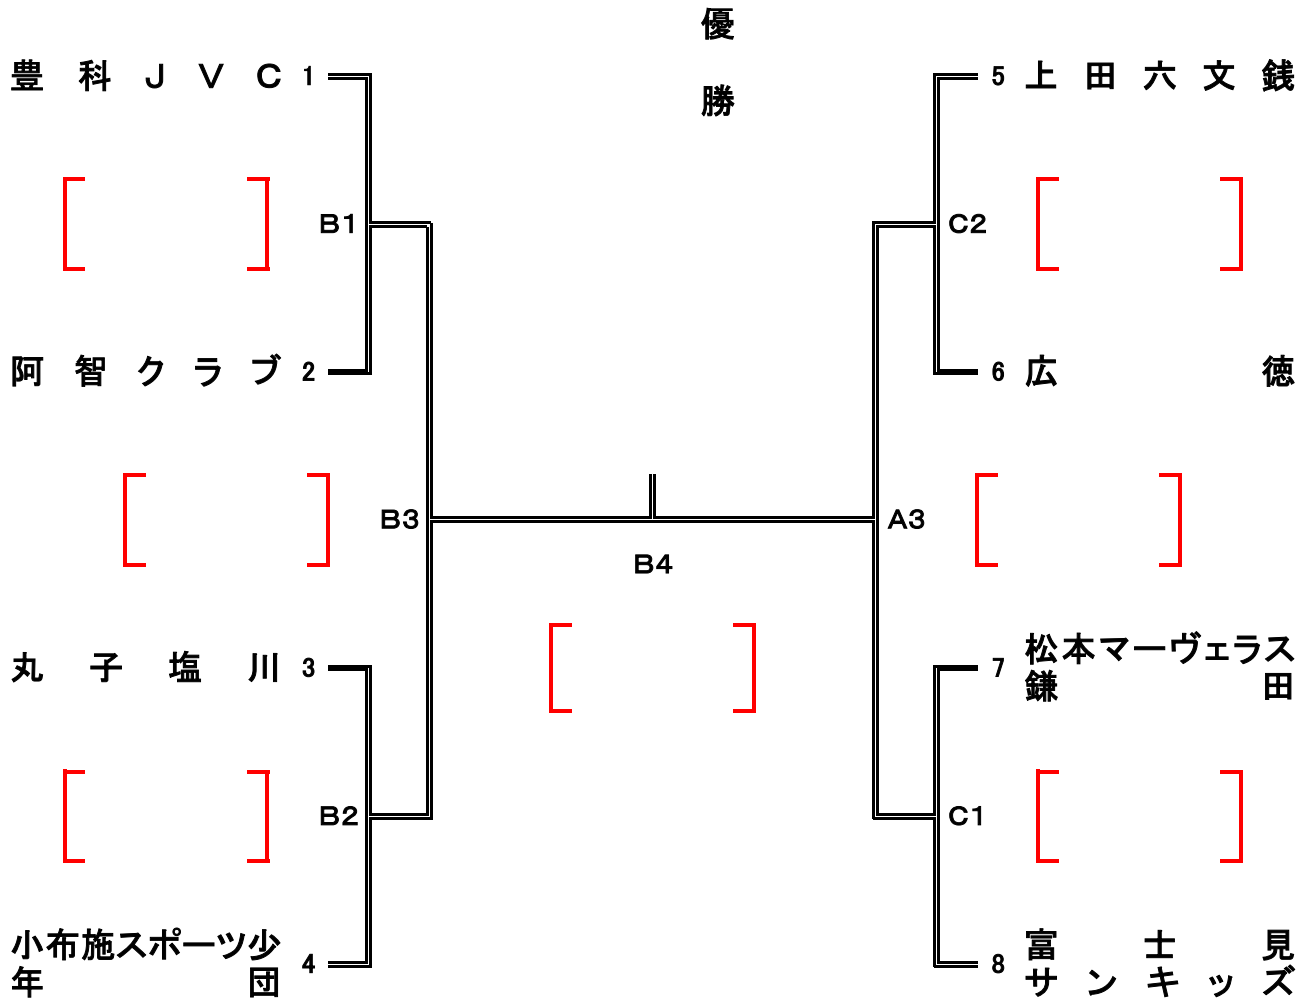 優
勝
豊科ＪＶＣ 1
B1
阿智クラブ 2
B3
丸子塩川 3
B2
小布施スポーツ少
年団 4
B4
5 上田六文銭
C2
6 広徳
A3
7 松本マーヴェラス
鎌田
C1
8 富士見
サンキッズ